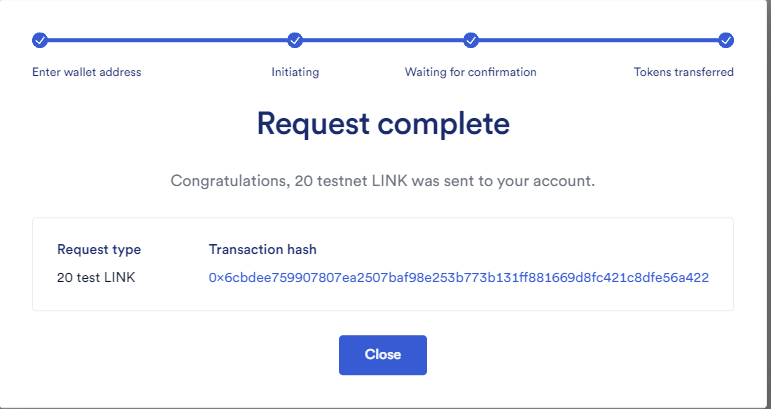 Enter wallet address
Initiating
Waiting for confirmation
Tokens transferred
Request complete
Congratulations, 20 testnet LINK was sent to your account.
Request type
Transaction hash
20 test LINK
0x6cbdee759907807ea2507baf98e253b773b131ff881669d8fc421c8dfe56a422
Close